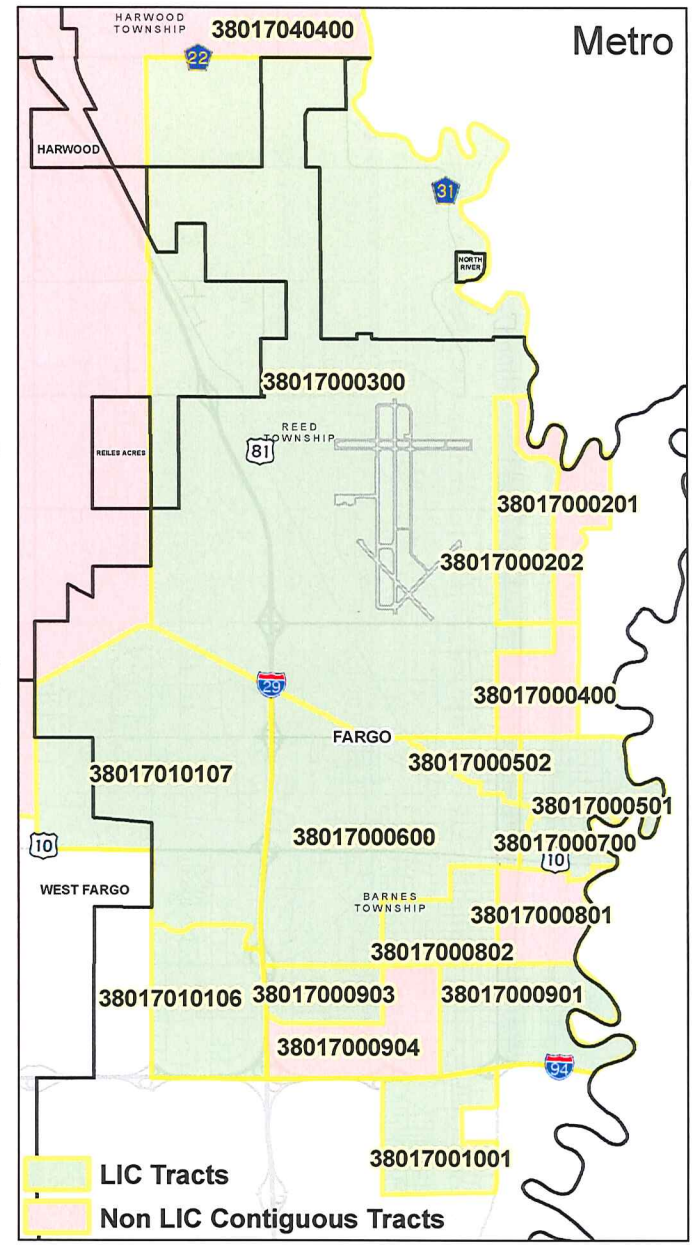 HARWOOD
TOWNSHIP
38017040400
Metro
22
HARWOOD
31
NORTH
RIVER
38017000300
REED
TOWNSHIP
REILES ACRES
81
38017000201
38017000202
29
38017000400
FARGO
38017000502
38017010107
38017000501
38017000600
38017000700
10
10
WEST FARGO
BARNES
TOWNSHIP
38017000801
38017000802
38017010106
38017000903
38017000901
38017000904
94
38017001001
LIC Tracts
Non LIC Contiguous Tracts